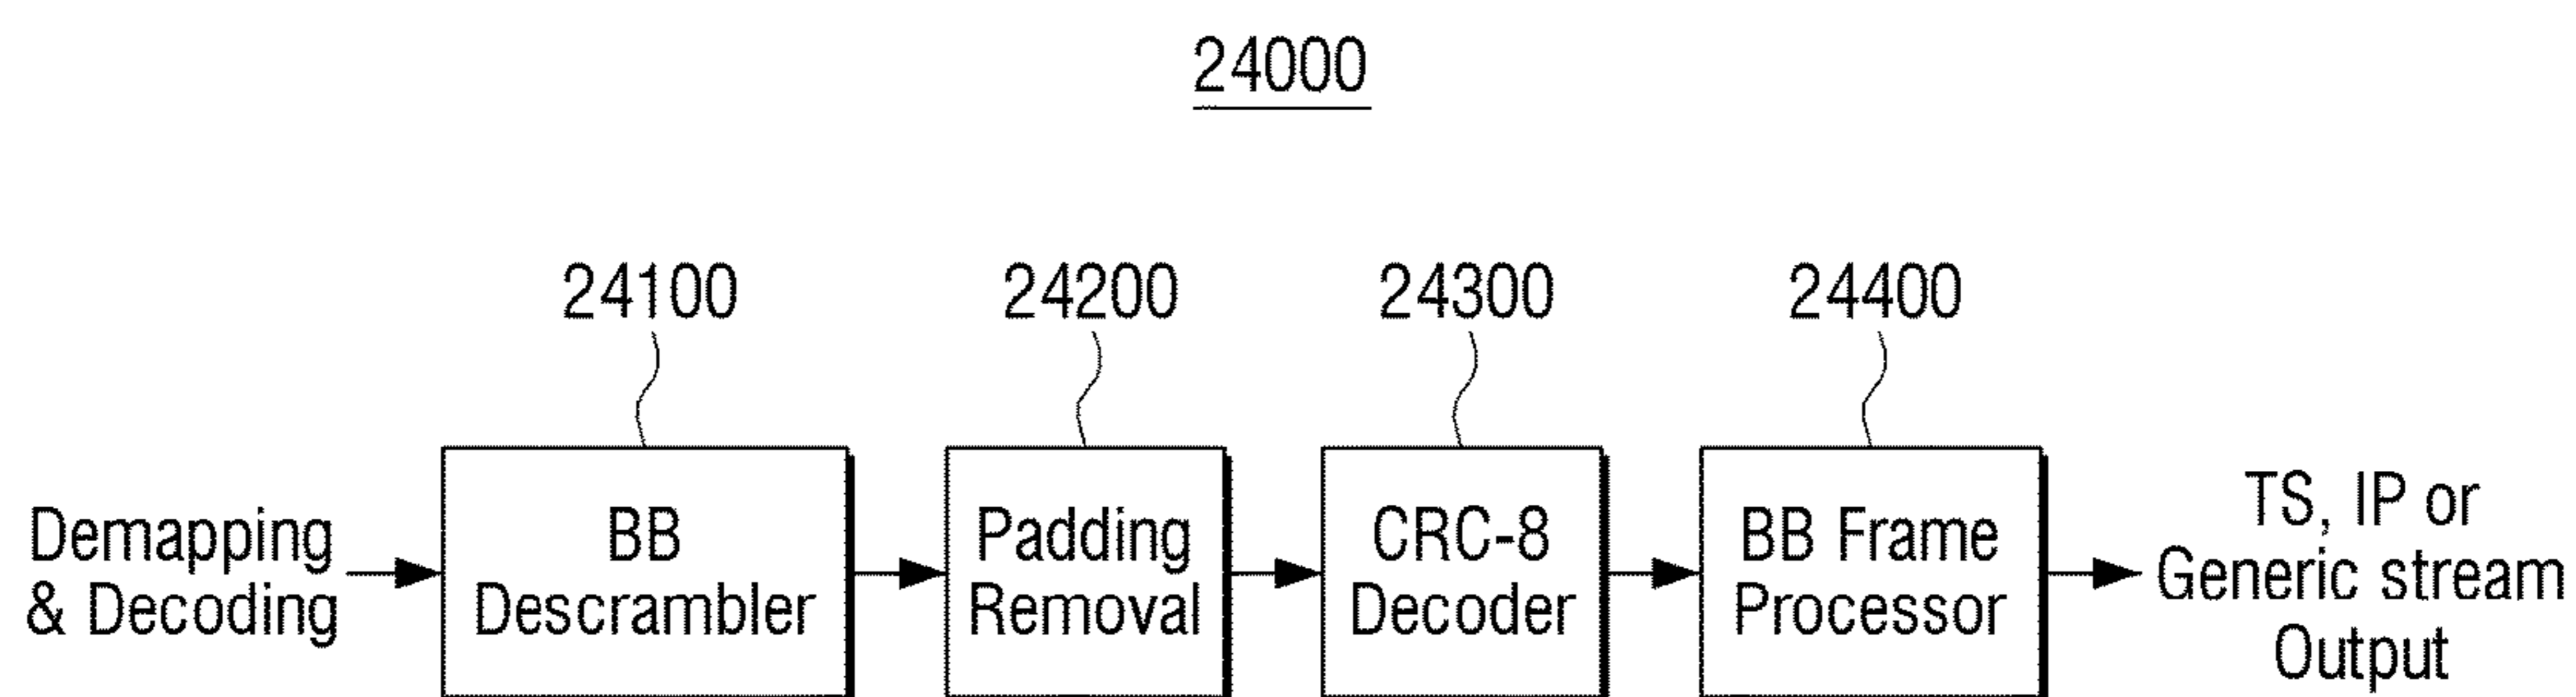 24000
24100
24200
24300
24400
Demapping
& Decoding
BB
Descrambler
Padding
Removal
CRC-8
Decoder
BB Frame
Processor
TS, IP or
Generic stream
Output